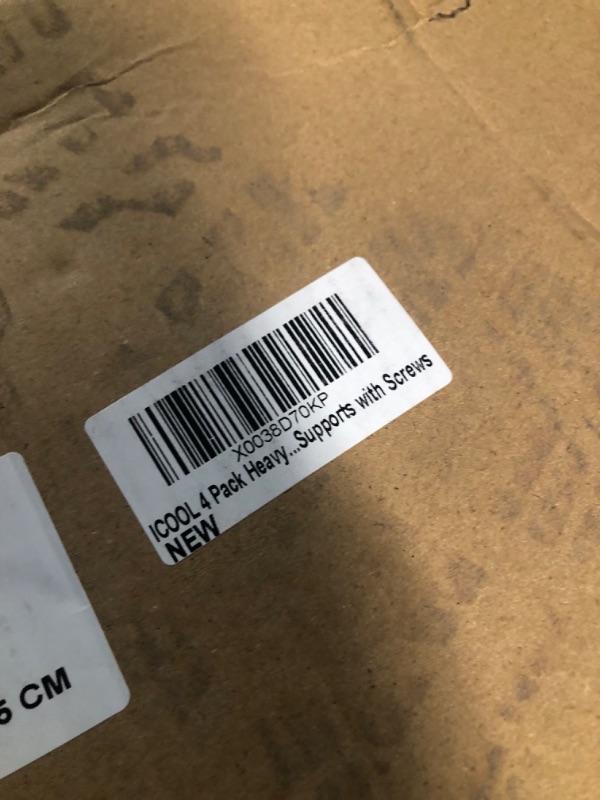 X0038D70KP
ICOOL 4 Pack Heavy...Supports with Screws
NEW
5 CM